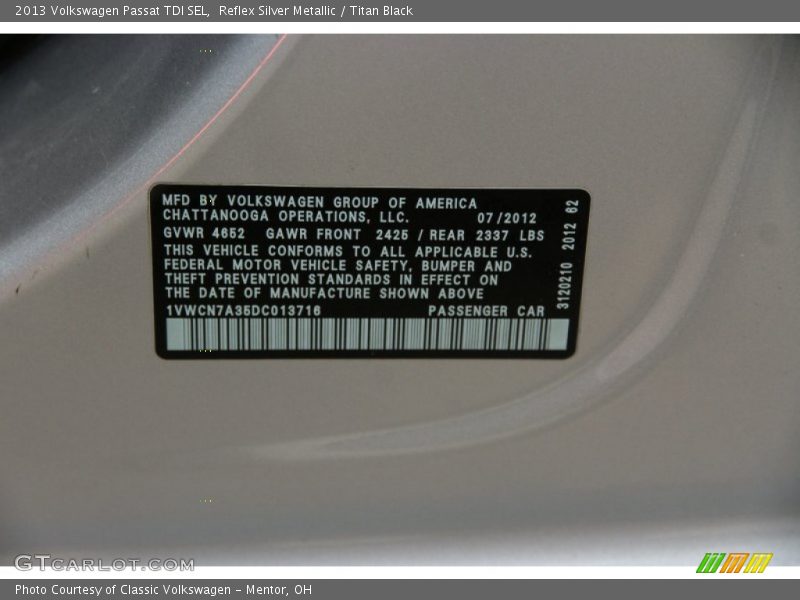 2013 Volkswagen Passat TDI SEL,  Reflex Silver Metallic / Titan Black
MFD BY VOLKSWAGEN GROUP OF AMERICA
CHATTANOOGA OPERATIONS, LLC. 07/2012
GVWR 4652 GAWR FRONT 2425 / REAR 2337 LBS
THIS VEHICLE CONFORMS TO ALL APPLICABLE U.S.
FEDERAL MOTOR VEHICLE SAFETY, BUMPER AND
THEFT PREVENTION STANDARDS IN EFFECT ON
THE DATE OF MANUFACTURE SHOWN ABOVE
1VWCN7A35DC013716 PASSENGER CAR
3120210 2012 62
GTCARLOT.COM
Photo Courtesy of Classic Volkswagen - Mentor, OH